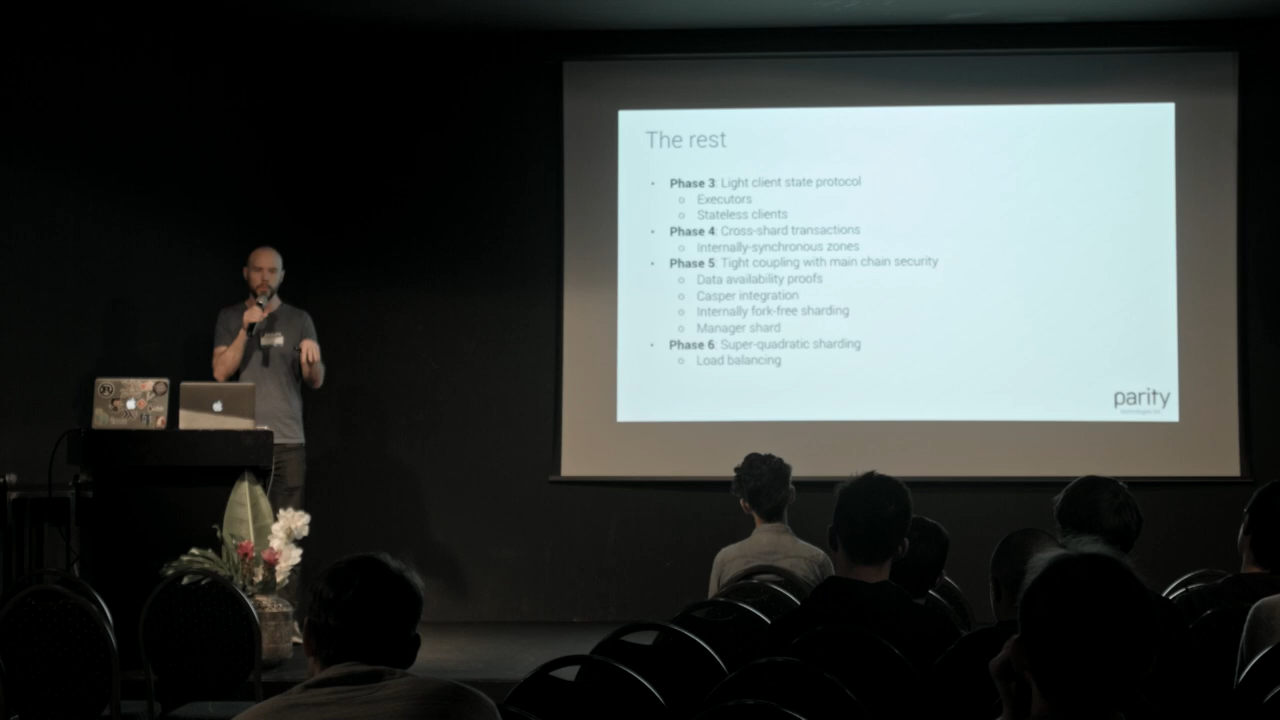 The rest
• Phase 3: Light client state protocol
o Executors
o Stateless clients
• Phase 4: Cross-shard transactions
o Internally-synchronous zones
• Phase 5: Tight coupling with main chain security
o Data availability proofs
o Casper integration
o Internally fork-free sharding
o Manager shard
• Phase 6: Super-quadratic sharding
o Load balancing
parity